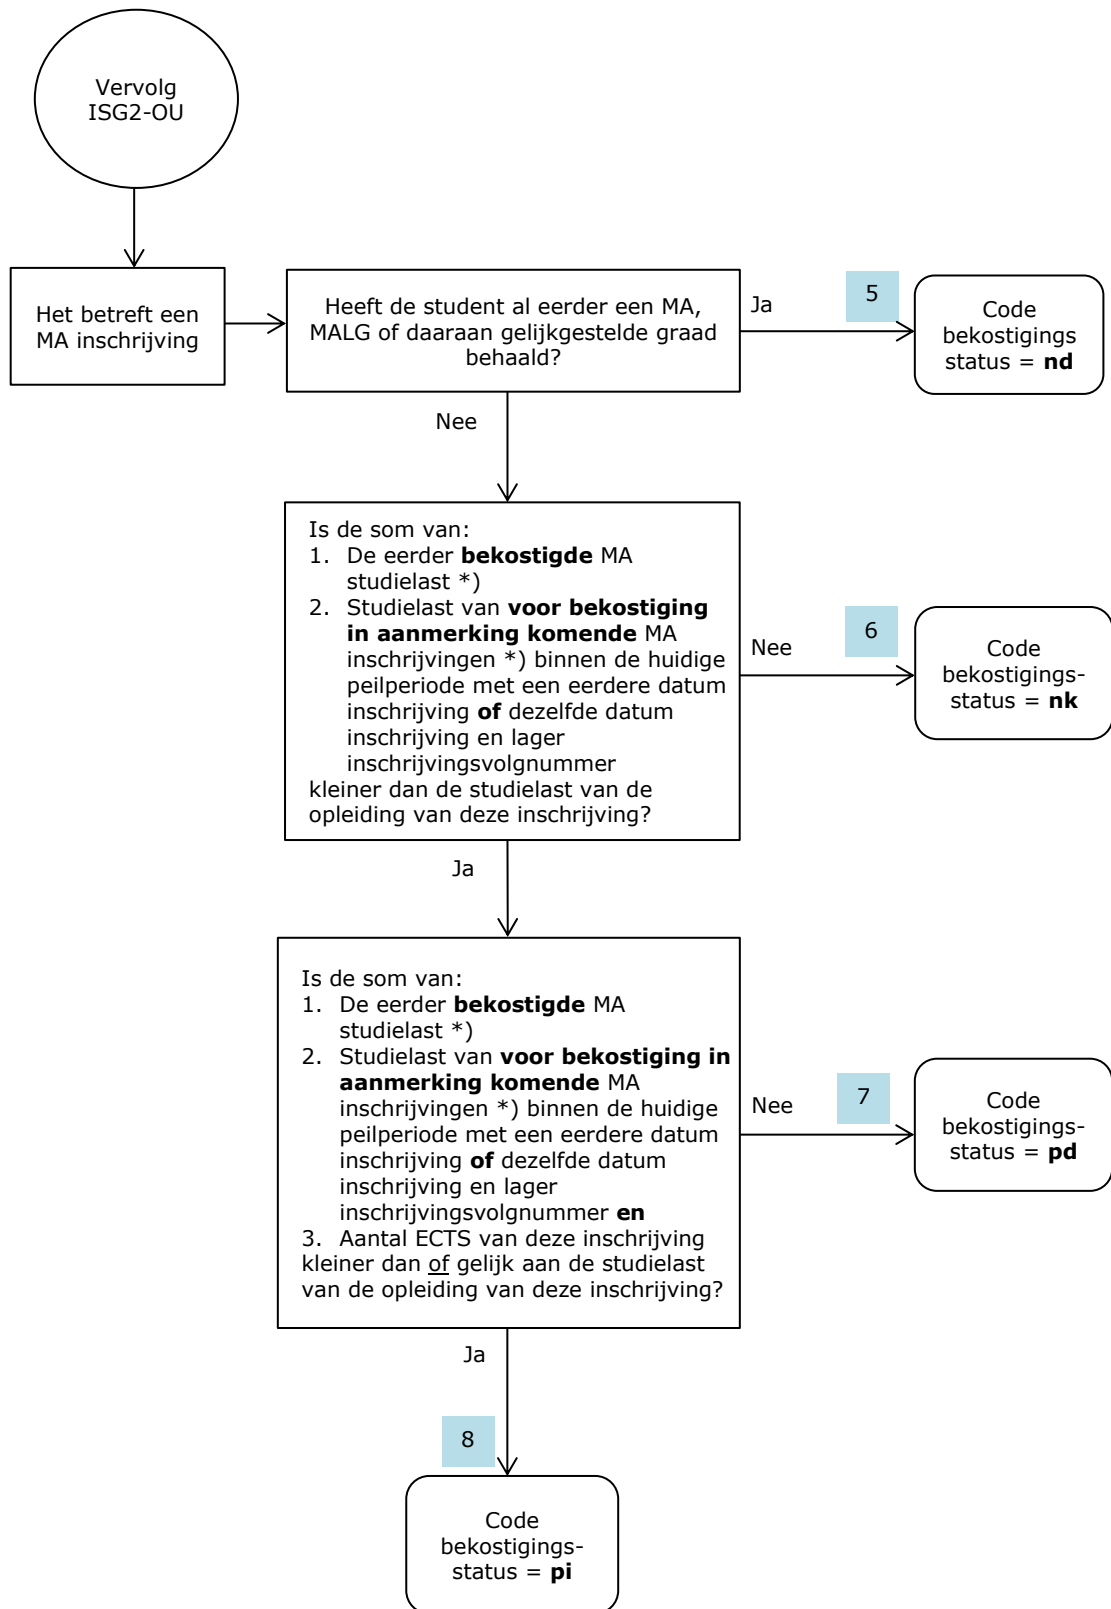 Vervolg
ISG2-OU
Het betreft een
MA inschrijving
Heeft de student al eerder een MA,
MALG of daaraan gelijkgestelde graad
behaald?
Ja
5
Code
bekostigings
status = nd
Nee
Is de som van:
1. De eerder bekostigde MA
studielast *)
2. Studielast van voor bekostiging
in aanmerking komende MA
inschrijvingen *) binnen de huidige
peilperiode met een eerdere datum
inschrijving of dezelfde datum
inschrijving en lager
inschrijvingsvolgnummer
kleiner dan de studielast van de
opleiding van deze inschrijving?
Nee
6
Code
bekostigings-
status = nk
Ja
Is de som van:
1. De eerder bekostigde MA
studielast *)
2. Studielast van voor bekostiging in
aanmerking komende MA
inschrijvingen *) binnen de huidige
peilperiode met een eerdere datum
inschrijving of dezelfde datum
inschrijving en lager
inschrijvingsvolgnummer en
3. Aantal ECTS van deze inschrijving
kleiner dan of gelijk aan de studielast
van de opleiding van deze inschrijving?
Nee
7
Code
bekostigings-
status = pd
Ja
8
Code
bekostigings-
status = pi